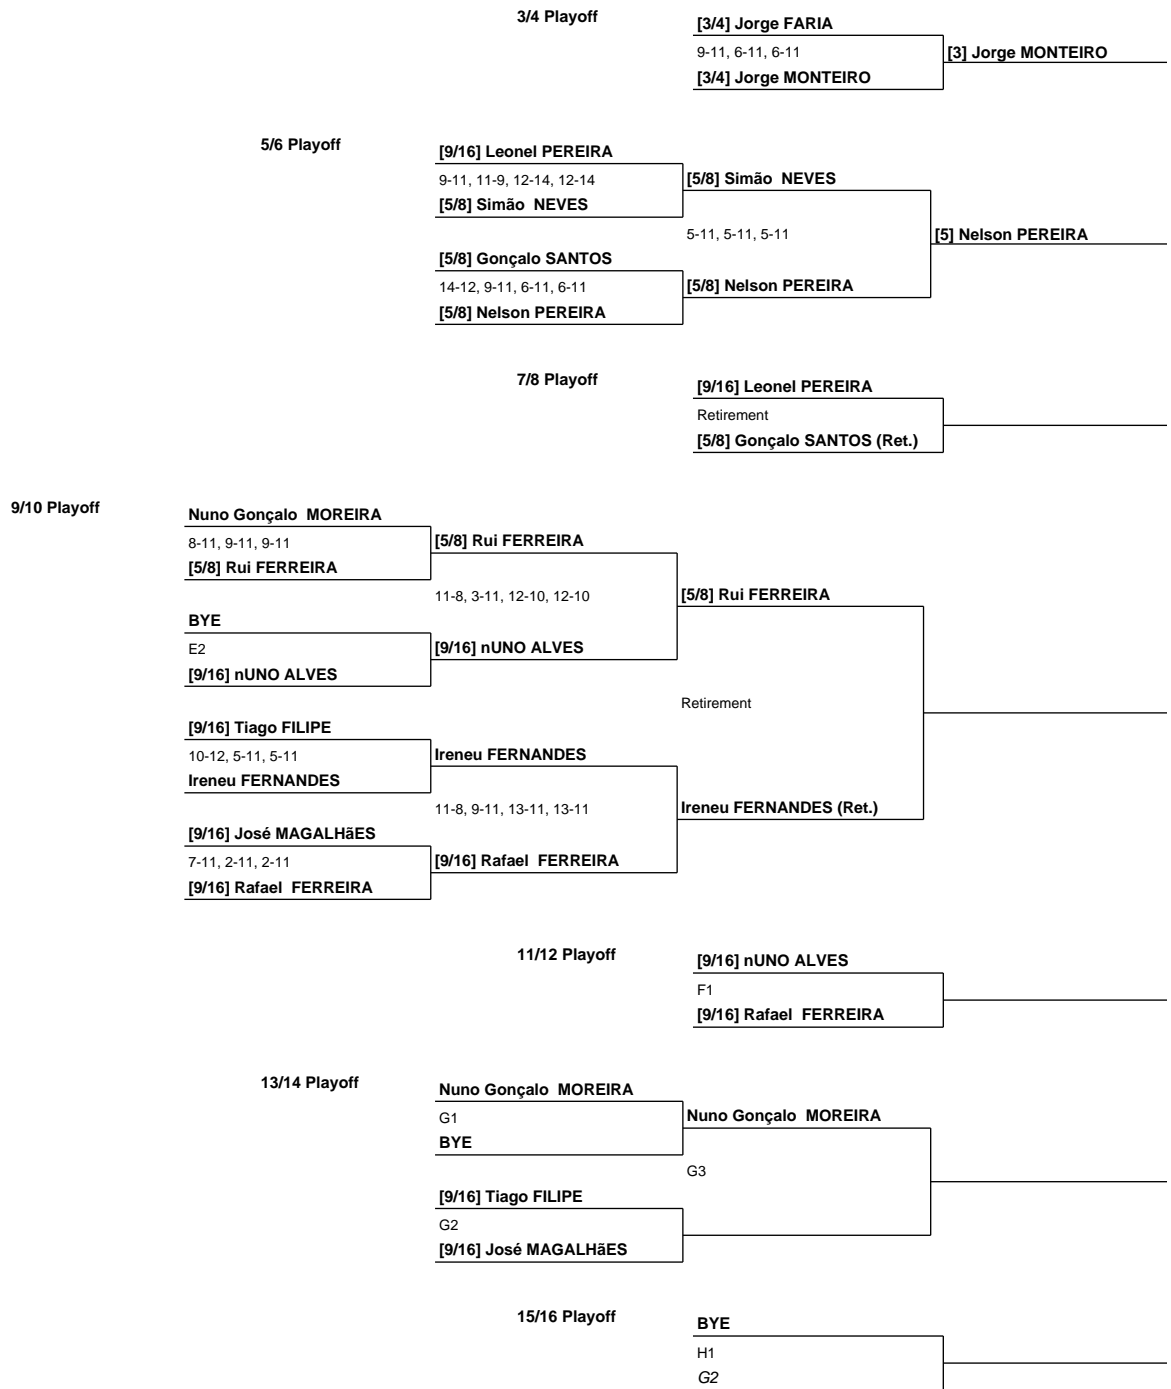 3/4 Playoff
[3/4] Jorge FARIA
9-11, 6-11, 6-11
[3] Jorge MONTEIRO
[3/4] Jorge MONTEIRO
5/6 Playoff
[9/16] Leonel PEREIRA
9-11, 11-9, 12-14, 12-14
[5/8] Simão  NEVES
[5/8] Simão  NEVES
5-11, 5-11, 5-11
[5] Nelson PEREIRA
[5/8] Gonçalo SANTOS
14-12, 9-11, 6-11, 6-11
[5/8] Nelson PEREIRA
[5/8] Nelson PEREIRA
7/8 Playoff
[9/16] Leonel PEREIRA
Retirement
[5/8] Gonçalo SANTOS (Ret.)
9/10 Playoff
Nuno Gonçalo  MOREIRA
8-11, 9-11, 9-11
[5/8] Rui FERREIRA
[5/8] Rui FERREIRA
11-8, 3-11, 12-10, 12-10
[5/8] Rui FERREIRA
BYE
E2
[9/16] nUNO ALVES
[9/16] nUNO ALVES
Retirement
[9/16] Tiago FILIPE
10-12, 5-11, 5-11
Ireneu FERNANDES
Ireneu FERNANDES
11-8, 9-11, 13-11, 13-11
Ireneu FERNANDES (Ret.)
[9/16] José MAGALHãES
7-11, 2-11, 2-11
[9/16] Rafael  FERREIRA
[9/16] Rafael  FERREIRA
11/12 Playoff
[9/16] nUNO ALVES
F1
[9/16] Rafael  FERREIRA
13/14 Playoff
Nuno Gonçalo  MOREIRA
G1
Nuno Gonçalo  MOREIRA
BYE
G3
[9/16] Tiago FILIPE
G2
[9/16] José MAGALHãES
15/16 Playoff
BYE
H1
G2